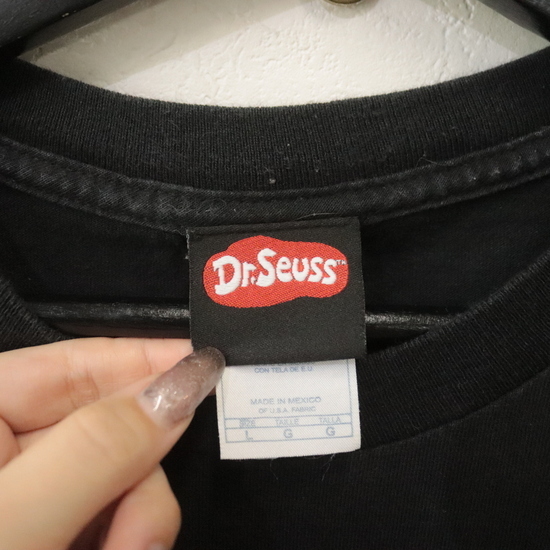 Dr. Seuss™
CON TELA DE E.U.
MADE IN MEXICO
OF U.S.A. FABRIC
SIZE TAILLE TALLA
L G G